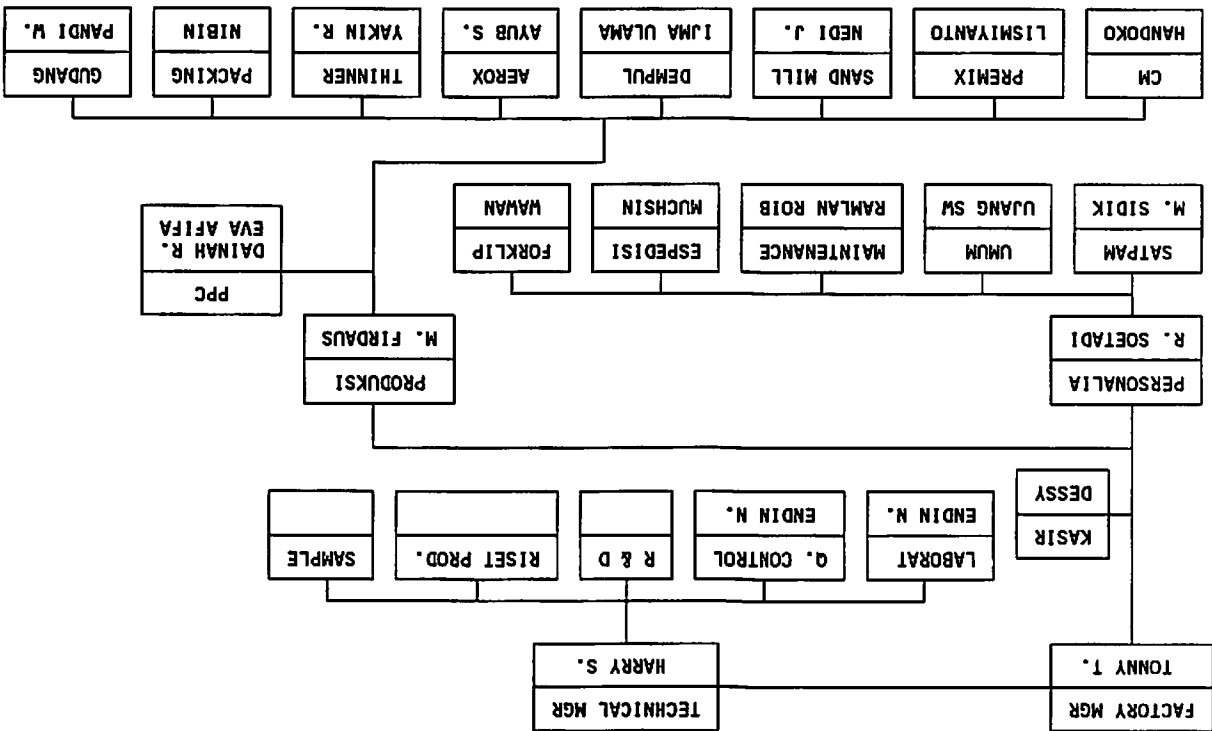 FACTORY MGR
TONNY T.
TECHNICAL MGR
HARRY S.
LABORAT
ENDIN N.
Q. CONTROL
ENDIN N.
R & D
RISET PROD.
SAMPLE
KASIR
DESSY
PERSONALIA
R. SOETADI
PRODUKSI
M. FIRDAUS
PPC
DAINAH R.
EVA AFIFA
SATPAM
M. SIDIK
UMUM
UJANG SW
MAINTENANCE
RAMLAN ROIB
ESPEDISI
MUCHSIN
FORKLIP
WAWAN
CM
HANDOKO
PREMIX
LISMIYANTO
SAND MILL
NEDI J.
DEMPUL
IJMA ULAMA
AEROX
AYUB S.
THINNER
YAKIN R.
PACKING
NIBIN
GUDANG
PANDI W.